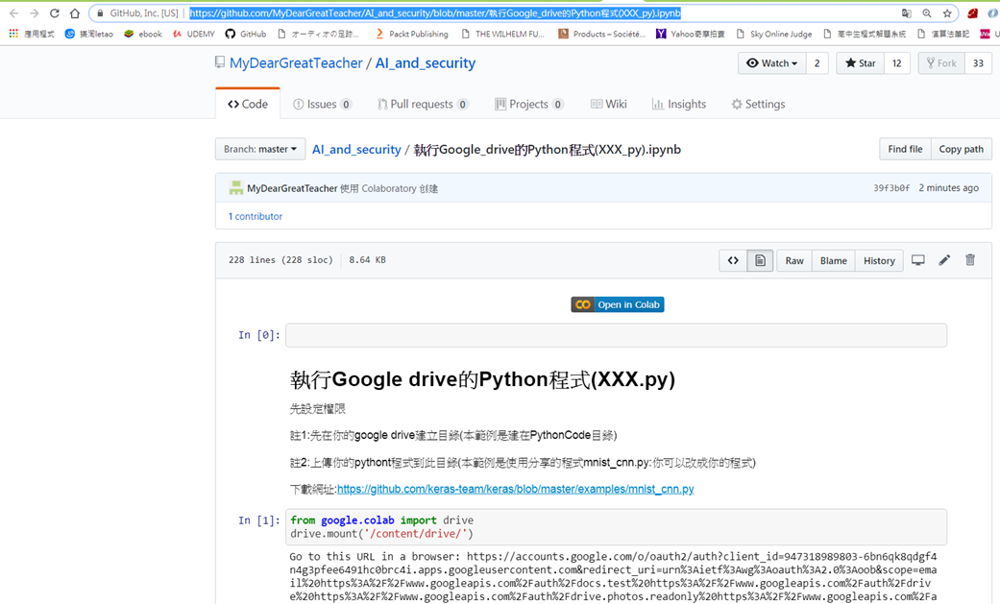 GitHub, Inc. [US] | https://github.com/MyDearGreatTeacher/AI_and_security/blob/master/執行Google_drive的Python程式(XXX_py).ipynb
應用程式 搞淘letao ebook UDEMY GitHub オーディオの足跡... Packt Publishing THE WILHELM FU... Products – Société... Yahoo奇摩拍賣 Sky Online Judge 高中生程式解題系統 演算法筆記
MyDearGreatTeacher / AI_and_security
Watch 2 Star 12 Fork 33
Code Issues 0 Pull requests 0 Projects 0 Wiki Insights Settings
Branch: master AI_and_security / 執行Google_drive的Python程式(XXX_py).ipynb Find file Copy path
MyDearGreatTeacher 使用 Colaboratory 创建 39f3b0f 2 minutes ago
1 contributor
228 lines (228 sloc) 8.64 KB <> Raw Blame History
CO Open in Colab
In [0]:
執行Google drive的Python程式(XXX.py)
先設定權限
註1:先在你的google drive建立目錄(本範例是建在PythonCode目錄)
註2:上傳你的pythont程式到此目錄(本範例是使用分享的程式mnist_cnn.py:你可以改成你的程式)
下載網址:https://github.com/keras-team/keras/blob/master/examples/mnist_cnn.py
In [1]: from google.colab import drive
drive.mount('/content/drive/')
Go to this URL in a browser: https://accounts.google.com/o/oauth2/auth?client_id=947318989803-6bn6qk8qdgf4
n4g3pfee6491hc0brc4i.apps.googleusercontent.com&redirect_uri=urn%3Aietf%3Awg%3Aoauth%3A2.0%3Aoob&scope=ema
il%20https%3A%2F%2Fwww.googleapis.com%2Fauth%2Fdocs.test%20https%3A%2F%2Fwww.googleapis.com%2Fauth%2Fdriv
e%20https%3A%2F%2Fwww.googleapis.com%2Fauth%2Fdrive.photos.readonly%20https%3A%2F%2Fwww.googleapis.com%2Fa